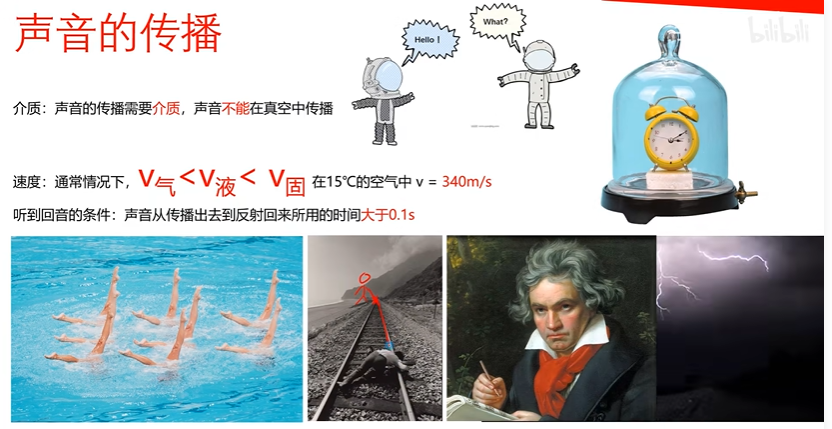 声音的传播
Hello！
What?
bilibili
介质：声音的传播需要介质，声音不能在真空中传播
速度：通常情况下，v气<v液< v固 在15℃的空气中 v = 340m/s
听到回音的条件：声音从传播出去到反射回来所用的时间大于0.1s